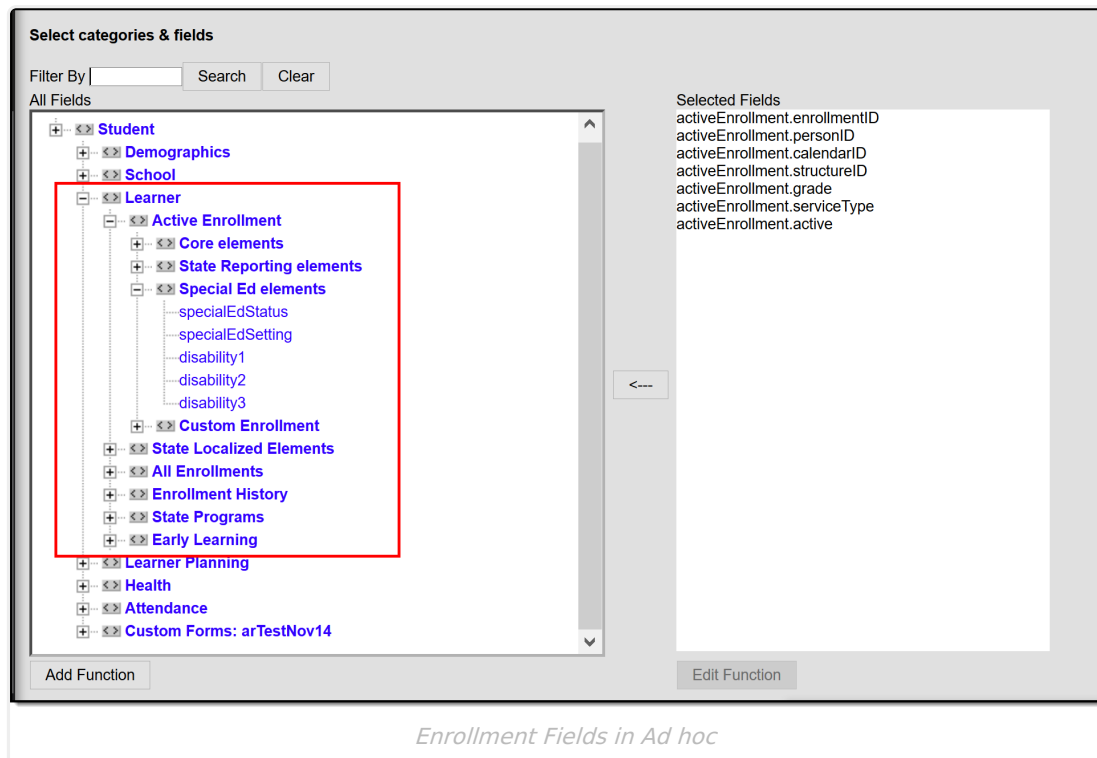 Select categories & fields
Filter By
Search
Clear
All Fields
Student
Demographics
School
Learner
Active Enrollment
Core elements
State Reporting elements
Special Ed elements
specialEdStatus
specialEdSetting
disability1
disability2
disability3
Custom Enrollment
State Localized Elements
All Enrollments
Enrollment History
State Programs
Early Learning
Learner Planning
Health
Attendance
Custom Forms: arTestNov14
Add Function
<---
Selected Fields
activeEnrollment.enrollmentID
activeEnrollment.personID
activeEnrollment.calendarID
activeEnrollment.structureID
activeEnrollment.grade
activeEnrollment.serviceType
activeEnrollment.active
Edit Function
Enrollment Fields in Ad hoc